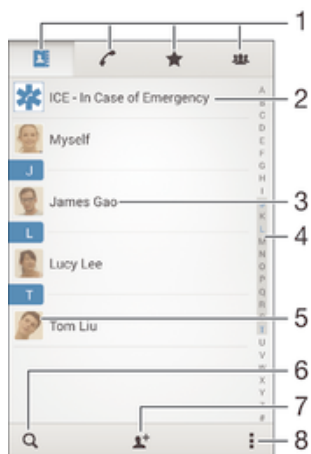 1
ICE - In Case of Emergency
2
Myself
J
James Gao
3
L
4
Lucy Lee
T
Tom Liu
5
6
7
8
A
B
C
D
E
F
G
H
I
K
L
M
N
O
P
Q
R
U
V
W
X
Y
#